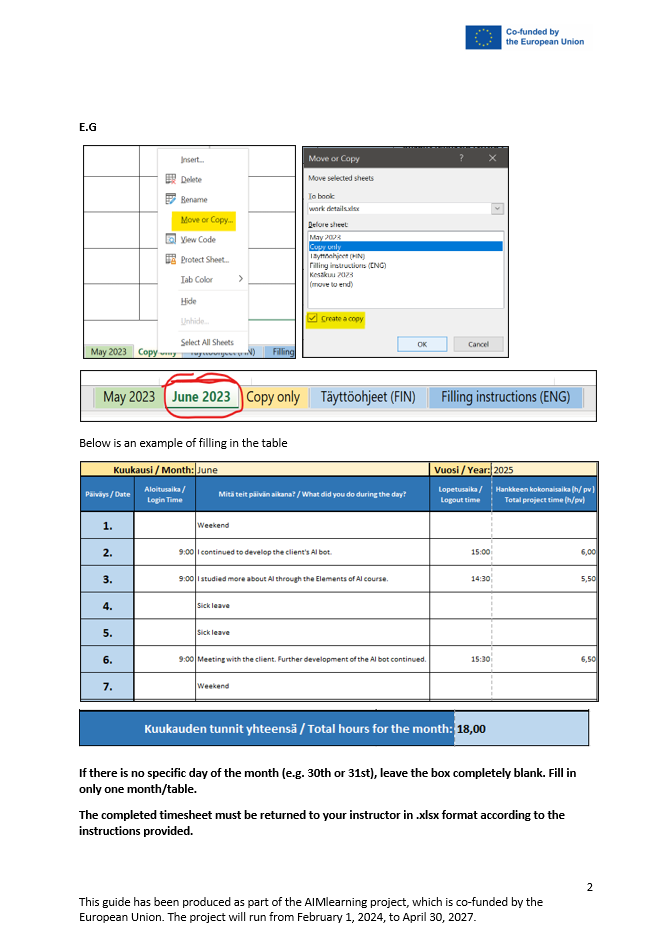 Co-funded by
the European Union
E.G
Insert...
Delete
Rename
Move or Copy...
View Code
Protect Sheet...
Tab Color
Hide
Unhide...
Select All Sheets
May 2023
Copy only
Täyttöohjeet (FIN)
Filling
Move or Copy ? ×
Move selected sheets
To book:
work details.xlsx
Before sheet:
May 2023
Copy only
Täyttöohjeet (FIN)
Filling instructions (ENG)
Kesäkuu 2023
(move to end)
Create a copy
OK Cancel
May 2023 June 2023 Copy only Täyttöohjeet (FIN) Filling instructions (ENG)
Below is an example of filling in the table
Kuukausi / Month: June Vuosi / Year: 2025
Päiväys / Date Aloitusaika / Login Time Mitä teit päivän aikana? / What did you do during the day? Lopetusaika / Logout time Hankkeen kokonaisaika (h/ pv ) Total project time (h/pv)
1. Weekend
2. 9:00 I continued to develop the client's AI bot. 15:00 6,00
3. 9:00 I studied more about AI through the Elements of AI course. 14:30 5,50
4. Sick leave
5. Sick leave
6. 9:00 Meeting with the client. Further development of the AI bot continued. 15:30 6,50
7. Weekend
Kuukauden tunnit yhteensä / Total hours for the month: 18,00
If there is no specific day of the month (e.g. 30th or 31st), leave the box completely blank. Fill in
only one month/table.
The completed timesheet must be returned to your instructor in .xlsx format according to the
instructions provided.
2
This guide has been produced as part of the AIMlearning project, which is co-funded by the
European Union. The project will run from February 1, 2024, to April 30, 2027.